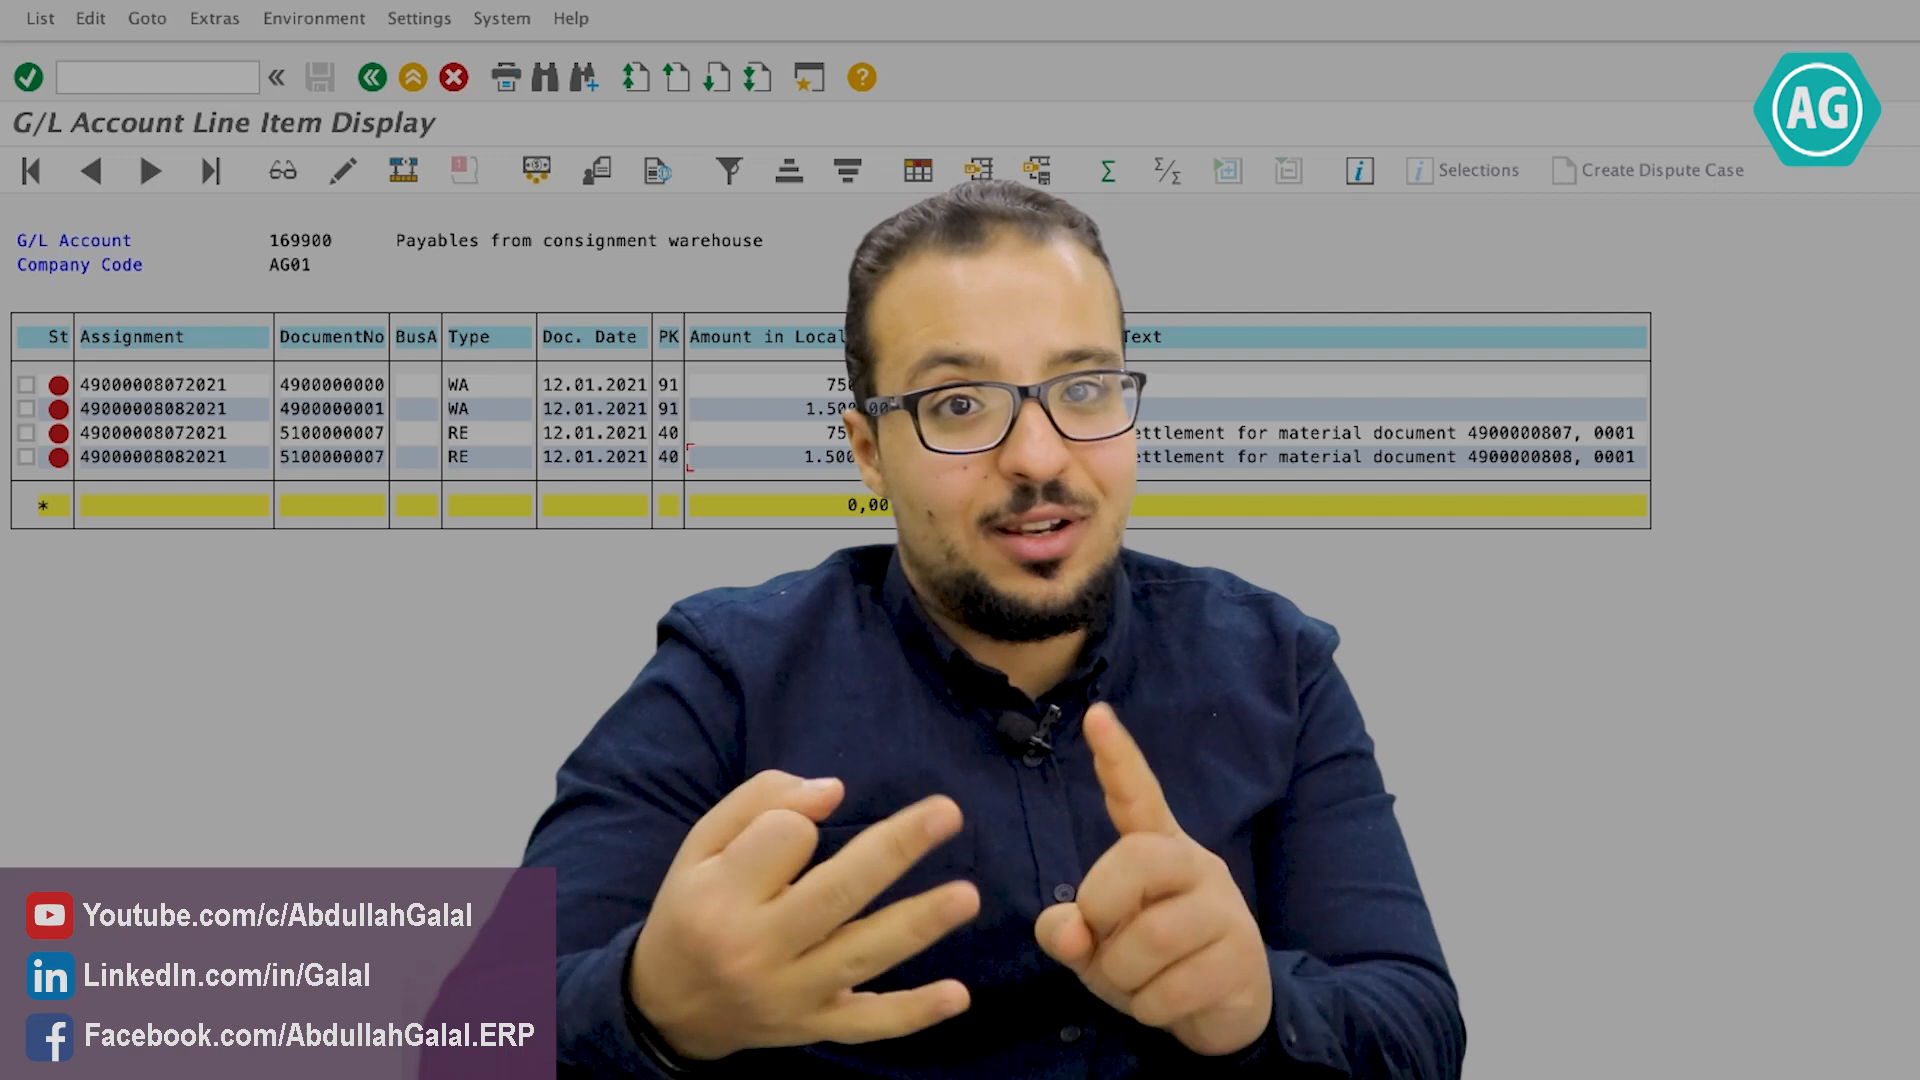 List Edit Goto Extras Environment Settings System Help
AG
G/L Account Line Item Display
Selections Create Dispute Case
G/L Account 169900 Payables from consignment warehouse
Company Code AG01
St Assignment DocumentNo BusA Type Doc. Date PK Amount in Local Text
49000008072021 4900000000 WA 12.01.2021 91
49000008082021 4900000001 WA 12.01.2021 91
49000008072021 5100000007 RE 12.01.2021 40 ettlement for material document 4900000807, 0001
49000008082021 5100000007 RE 12.01.2021 40 ettlement for material document 4900000808, 0001
* 0,00
Youtube.com/c/AbdullahGalal
in LinkedIn.com/in/Galal
f Facebook.com/AbdullahGalal.ERP